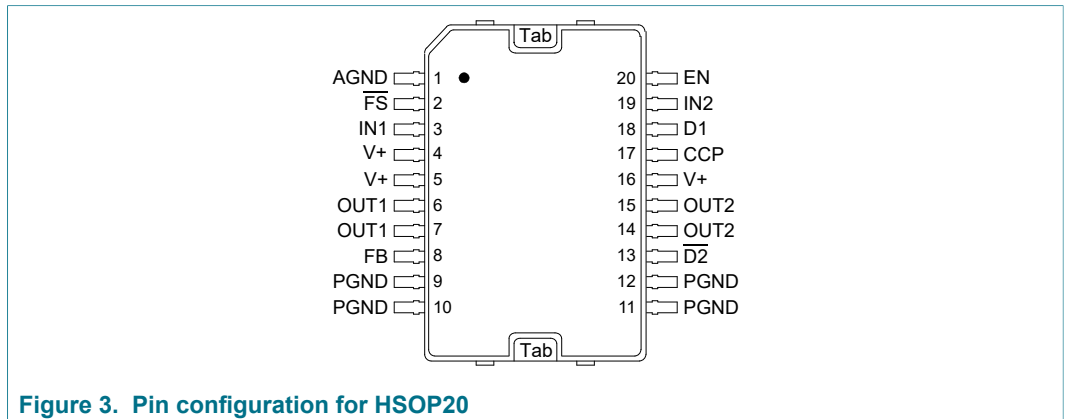 Tab
AGND 1 20 EN
F̅S̅ 2 19 IN2
IN1 3 18 D1
V+ 4 17 CCP
V+ 5 16 V+
OUT1 6 15 OUT2
OUT1 7 14 OUT2
FB 8 13 D̅2̅
PGND 9 12 PGND
PGND 10 11 PGND
Tab
Figure 3. Pin configuration for HSOP20